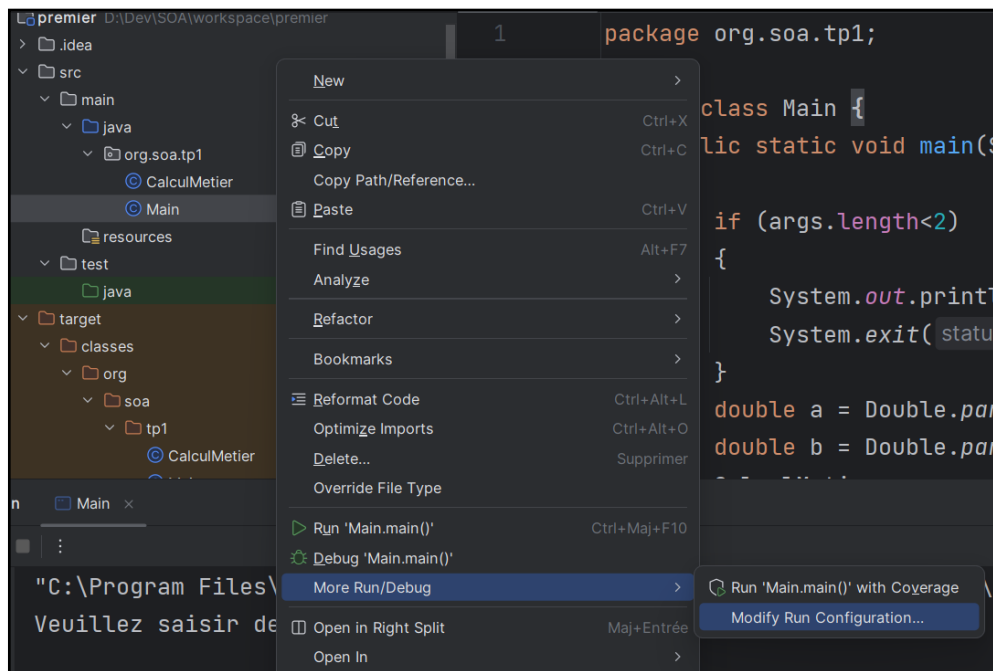 premier D:\Dev\SOA\workspace\premier
.idea
src
main
java
org.soa.tp1
CalculMetier
Main
resources
test
java
target
classes
org
soa
tp1
CalculMetier
1 package org.soa.tp1;
class Main {
static void main(
if (args.length<2)
{
System.out.
System.exit(
}
double a = Double.
double b = Double.
New
Cut Ctrl+X
Copy Ctrl+C
Copy Path/Reference...
Paste Ctrl+V
Find Usages Alt+F7
Analyze
Refactor
Bookmarks
Reformat Code Ctrl+Alt+L
Optimize Imports Ctrl+Alt+O
Delete... Supprimer
Override File Type
Run 'Main.main()' Ctrl+Maj+F10
Debug 'Main.main()'
More Run/Debug
Open in Right Split Maj+Entrée
Open In
Run 'Main.main()' with Coverage
Modify Run Configuration...
Main
"C:\Program Files\
Veuillez saisir de